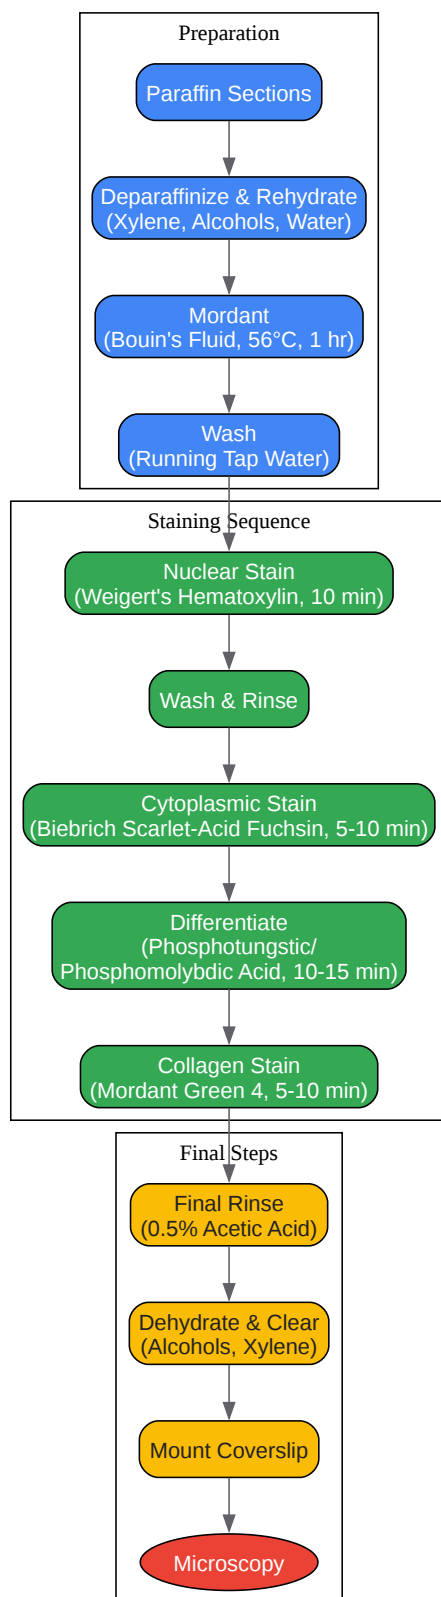 Preparation
Paraffin Sections
Deparaffinize & Rehydrate
(Xylene, Alcohols, Water)
Mordant
(Bouin's Fluid, 56°C, 1 hr)
Wash
(Running Tap Water)
Staining Sequence
Nuclear Stain
(Weigert's Hematoxylin, 10 min)
Wash & Rinse
Cytoplasmic Stain
(Biebrich Scarlet-Acid Fuchsin, 5-10 min)
Differentiate
(Phosphotungstic/
Phosphomolybdic Acid, 10-15 min)
Collagen Stain
(Mordant Green 4, 5-10 min)
Final Steps
Final Rinse
(0.5% Acetic Acid)
Dehydrate & Clear
(Alcohols, Xylene)
Mount Coverslip
Microscopy